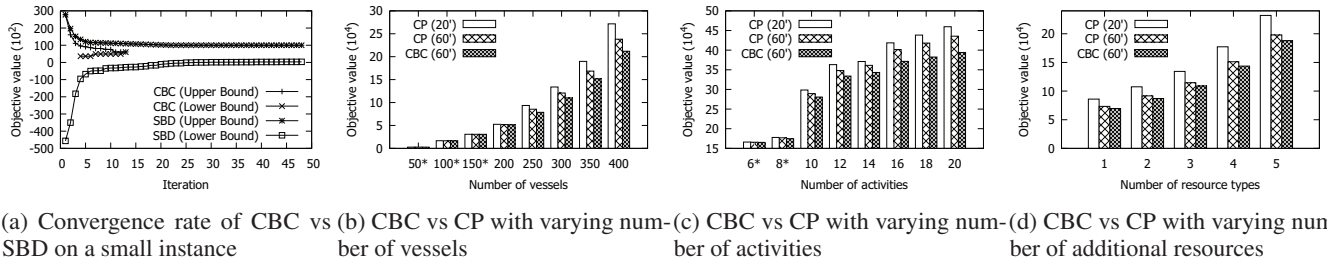 Objective value (10²)
300
200
100
0
-100
-200
-300
-400
-500
CBC (Upper Bound)
CBC (Lower Bound)
SBD (Upper Bound)
SBD (Lower Bound)
0 5 10 15 20 25 30 35 40 45 50
Iteration
Objective value (10⁴)
30
25
20
15
10
5
0
CP (20')
CP (60')
CBC (60')
50* 100* 150* 200 250 300 350 400
Number of vessels
Objective value (10⁴)
50
45
40
35
30
25
20
15
CP (20')
CP (60')
CBC (60')
6* 8* 10 12 14 16 18 20
Number of activities
Objective value (10⁴)
20
15
10
5
0
CP (20')
CP (60')
CBC (60')
1 2 3 4 5
Number of resource types
(a) Convergence rate of CBC vs
SBD on a small instance
(b) CBC vs CP with varying num-
ber of vessels
(c) CBC vs CP with varying num-
ber of activities
(d) CBC vs CP with varying num
ber of additional resources